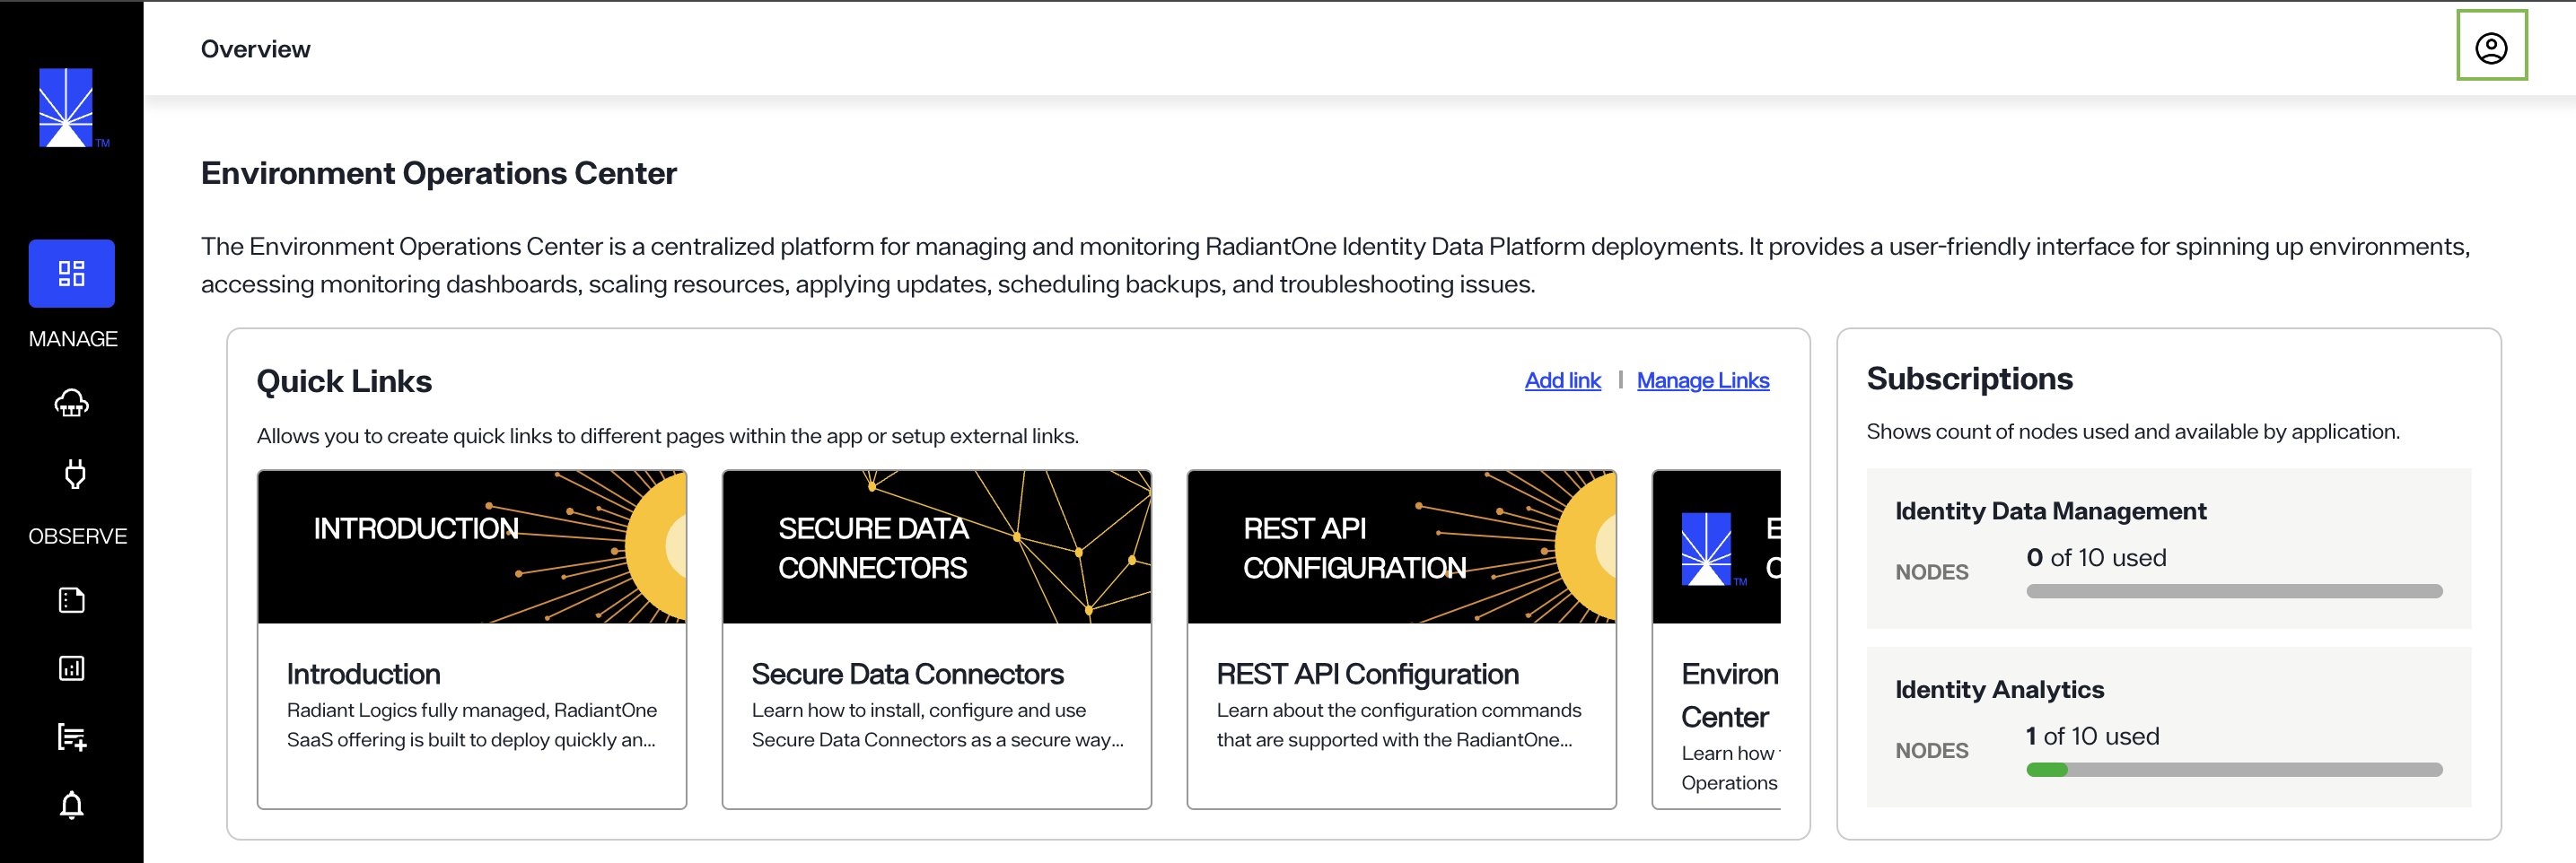 Overview
TM
MANAGE
OBSERVE
Environment Operations Center
The Environment Operations Center is a centralized platform for managing and monitoring RadiantOne Identity Data Platform deployments. It provides a user-friendly interface for spinning up environments,
accessing monitoring dashboards, scaling resources, applying updates, scheduling backups, and troubleshooting issues.
Quick Links
Add link | Manage Links
Allows you to create quick links to different pages within the app or setup external links.
INTRODUCTION
Introduction
Radiant Logics fully managed, RadiantOne
SaaS offering is built to deploy quickly an...
SECURE DATA
CONNECTORS
Secure Data Connectors
Learn how to install, configure and use
Secure Data Connectors as a secure way...
REST API
CONFIGURATION
REST API Configuration
Learn about the configuration commands
that are supported with the RadiantOne...
TM
E
Environ
Center
Learn how
Operations
Subscriptions
Shows count of nodes used and available by application.
Identity Data Management
NODES
0 of 10 used
Identity Analytics
NODES
1 of 10 used